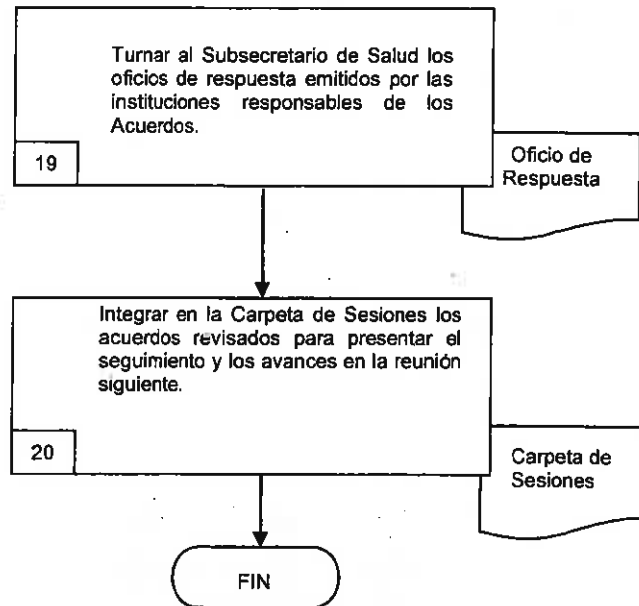 Turnar al Subsecretario de Salud los
oficios de respuesta emitidos por las
instituciones responsables de los
Acuerdos.
19
Oficio de
Respuesta
Integrar en la Carpeta de Sesiones los
acuerdos revisados para presentar el
seguimiento y los avances en la reunión
siguiente.
20
Carpeta de
Sesiones
FIN